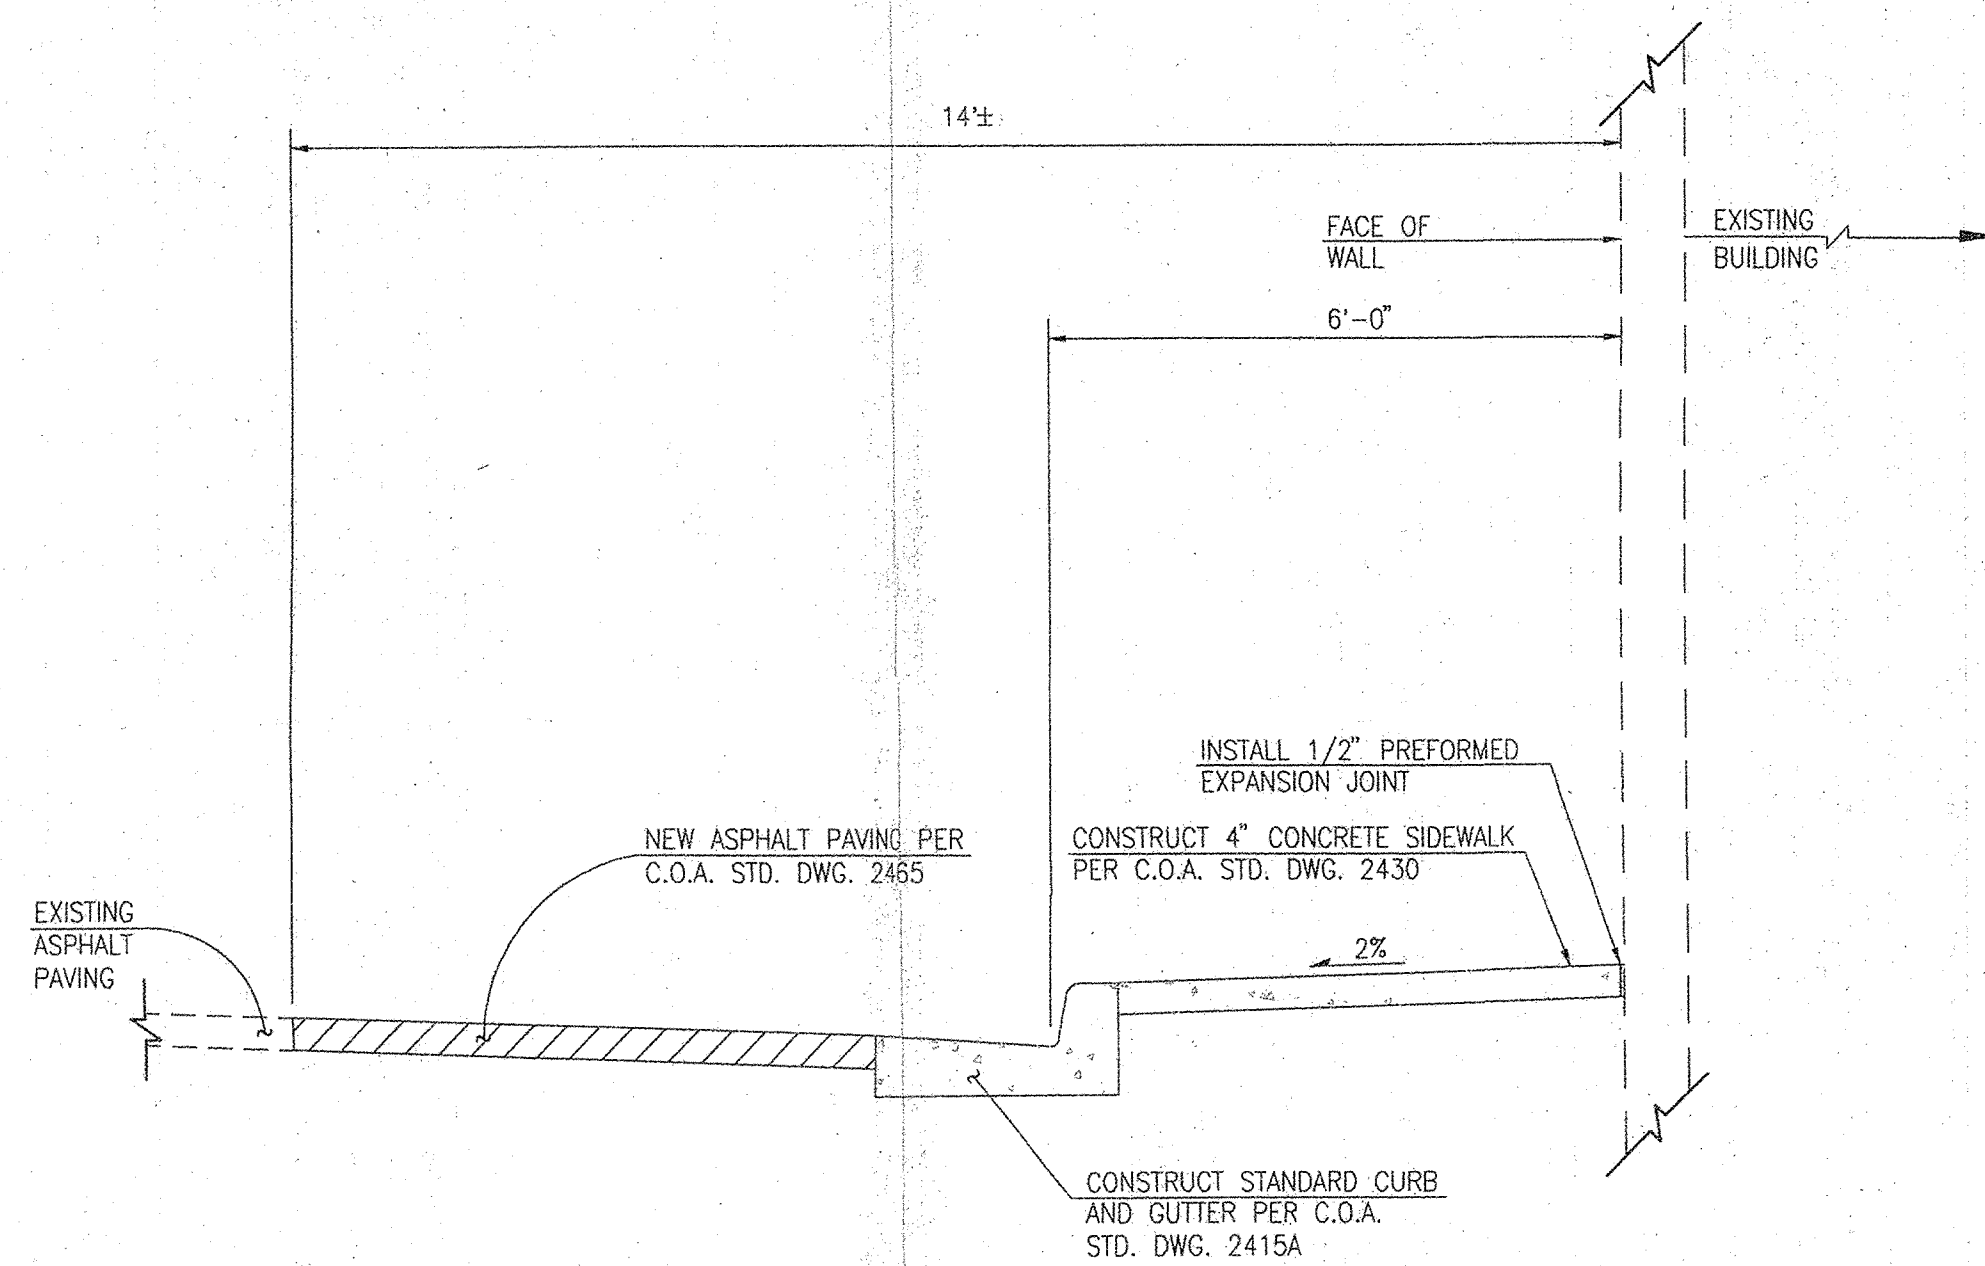 14'±
FACE OF
WALL
EXISTING
BUILDING
6'-0"
INSTALL 1/2" PREFORMED
EXPANSION JOINT
NEW ASPHALT PAVING PER
C.O.A. STD. DWG. 2465
CONSTRUCT 4" CONCRETE SIDEWALK
PER C.O.A. STD. DWG. 2430
EXISTING
ASPHALT
PAVING
2%
CONSTRUCT STANDARD CURB
AND GUTTER PER C.O.A.
STD. DWG. 2415A